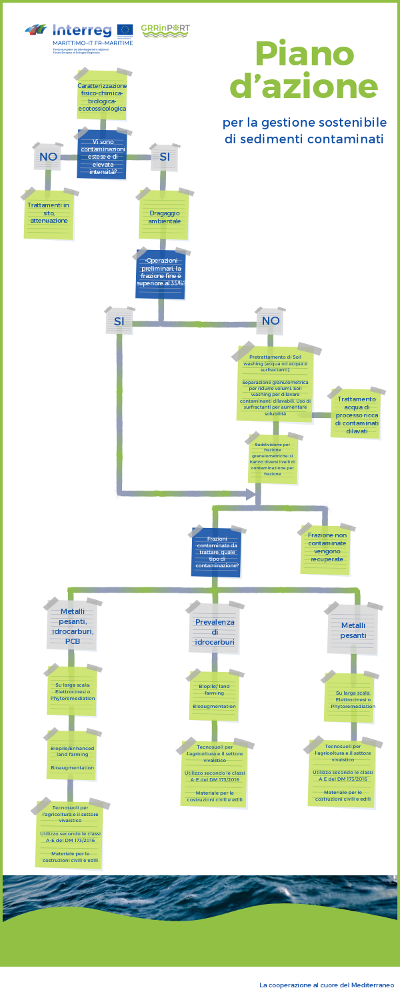 Interreg
MARITTIMO-IT FR-MARITIME
Fonds européen de développement régional
Fondo Europeo di Sviluppo Regionale
GRRinPORT
Piano
d'azione
per la gestione sostenibile
di sedimenti contaminati
Caratterizzazione
fisico-chimica-
biologica-
ecotossicologica
Vi sono
contaminazioni
estese e di
elevata
intensità?
NO
SI
Trattamenti in
sito,
attenuazione
Dragaggio
ambientale
·Operazioni
preliminari, la
frazione fine è
superiore al 35%?
SI
NO
Pretrattamento di Soil
washing (acqua od acqua e
surfractanti).
Separazione granulometrica
per ridurre volumi. Soil
washing per dilavare
contaminanti dilavabili. Uso di
surfractanti per aumentare
solubilità
Trattamento
acqua di
processo ricca
di contaminati
dilavati
Suddivisione per
frazione
granulometriche: si
hanno diversi livelli di
contaminazione per
frazione
Frazioni
contaminate da
trattare, quale
tipo di
contaminazione?
Frazione non
contaminate
vengono
recuperate
Metalli
pesanti,
idrocarburi,
PCB
Prevalenza
di
idrocarburi
Metalli
pesanti
Su larga scala:
Elettrocinesi o
Phytoremediation
Biopile/ land
farming
Bioaugmentation
Su larga scala:
Elettrocinesi o
Phytoremediation
Biopile/Enhanced
land farming
Bioaugmentation
Tecnosuoli per
l'agricoltura e il settore
vivaistico
Utilizzo secondo le classi
A-E del DM 173/2016
Materiale per le
costruzioni civili e edili
Tecnosuoli per
l'agricoltura e il settore
vivaistico
Utilizzo secondo le classi
A E del DM 173/2016
Materiale per le
costruzioni civili e edili
Tecnosuoli per
l'agricoltura e il settore
vivaistico
Utilizzo secondo le classi
A-E del DM 173/2016
Materiale per le
costruzioni civili e edili
La cooperazione al cuore del Mediterraneo